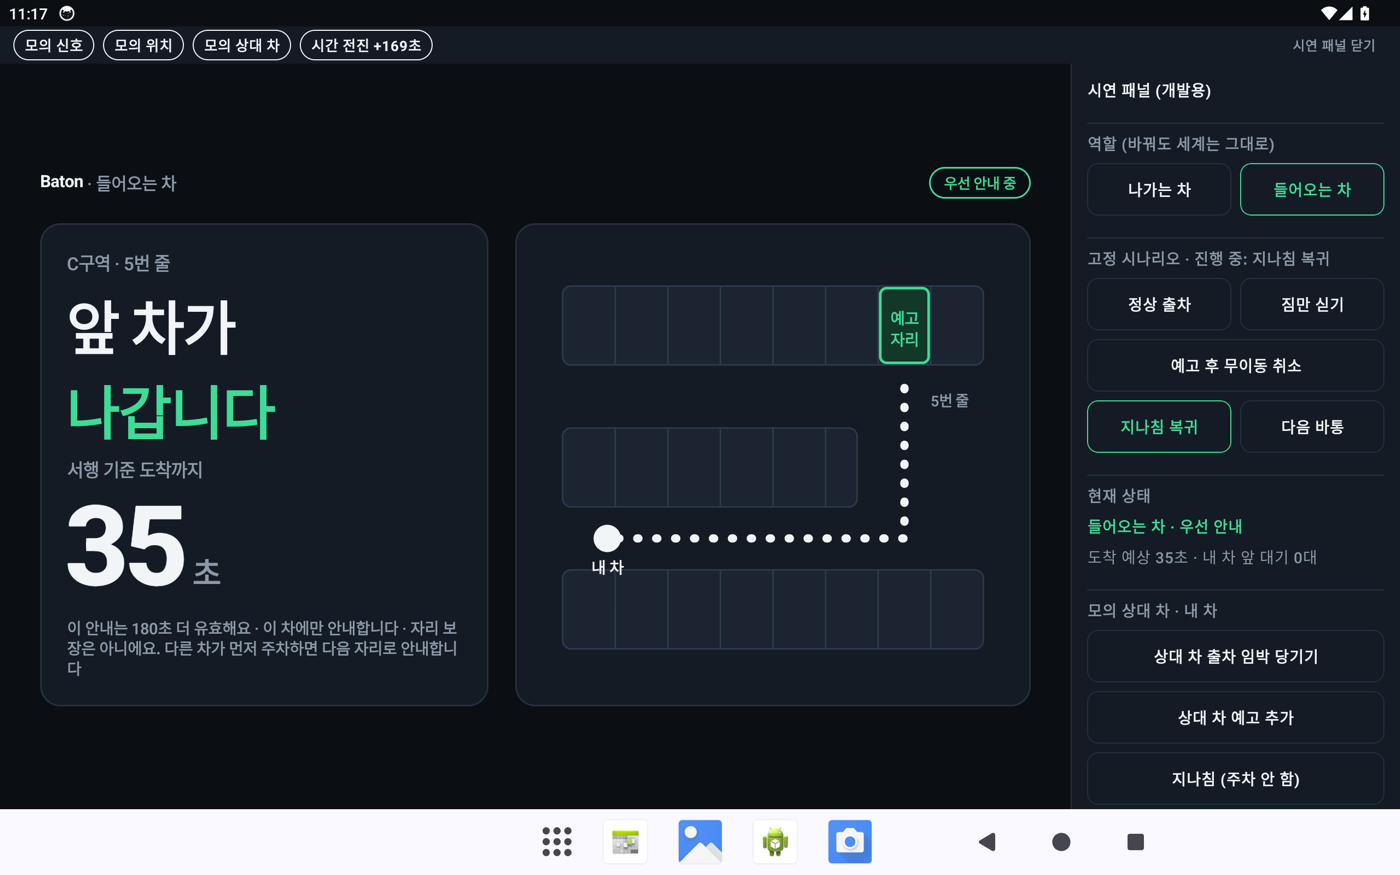 11:17
모의 신호
모의 위치
모의 상대 차
시간 전진 +169초
시연 패널 닫기
Baton · 들어오는 차
우선 안내 중
C구역 · 5번 줄
앞 차가
나갑니다
서행 기준 도착까지
35 초
이 안내는 180초 더 유효해요 · 이 차에만 안내합니다 · 자리 보
장은 아니에요. 다른 차가 먼저 주차하면 다음 자리로 안내합니
다
예고
자리
5번 줄
내 차
시연 패널 (개발용)
역할 (바꿔도 세계는 그대로)
나가는 차
들어오는 차
고정 시나리오 · 진행 중: 지나침 복귀
정상 출차
짐만 싣기
예고 후 무이동 취소
지나침 복귀
다음 바통
현재 상태
들어오는 차 · 우선 안내
도착 예상 35초 · 내 차 앞 대기 0대
모의 상대 차 · 내 차
상대 차 출차 임박 당기기
상대 차 예고 추가
지나침 (주차 안 함)